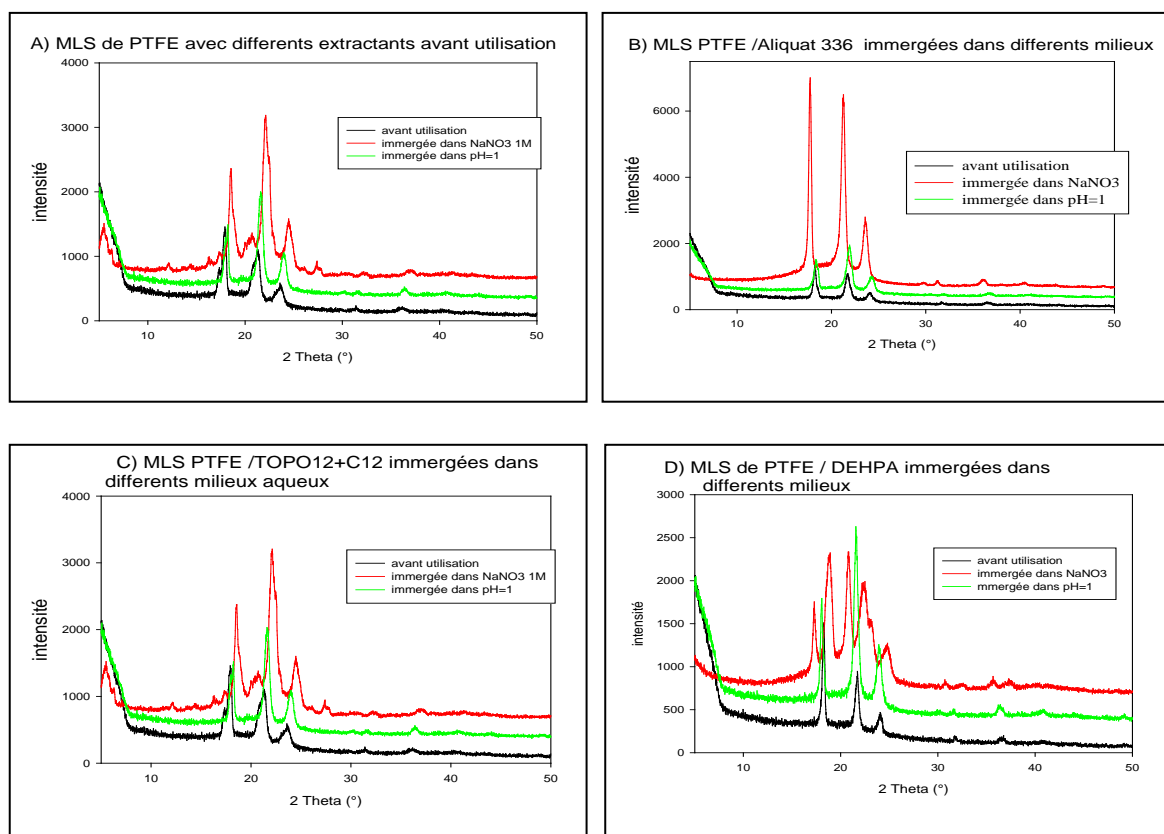 A) MLS de PTFE avec differents extractants avant utilisation
4000
3000
2000
1000
0
intensité
avant utilisation
immergée dans NaNO3 1M
immergée dans pH=1
10 20 30 40 50
2 Theta (°)
B) MLS PTFE /Aliquat 336 immergées dans differents milieux
6000
4000
2000
0
intensité
avant utilisation
immergée dans NaNO3
immergée dans pH=1
10 20 30 40 50
2 Theta (°)
C) MLS PTFE /TOPO12+C12 immergées dans
differents milieux aqueux
4000
3000
2000
1000
0
intensité
avant utilisation
immergée dans NaNO3 1M
immergée dans pH=1
10 20 30 40 50
2 Theta (°)
D) MLS de PTFE / DEHPA immergées dans
differents milieux
3000
2500
2000
1500
1000
500
0
intensité
avant utilisation
immergée dans NaNO3
mmergée dans pH=1
10 20 30 40 50
2 Theta (°)